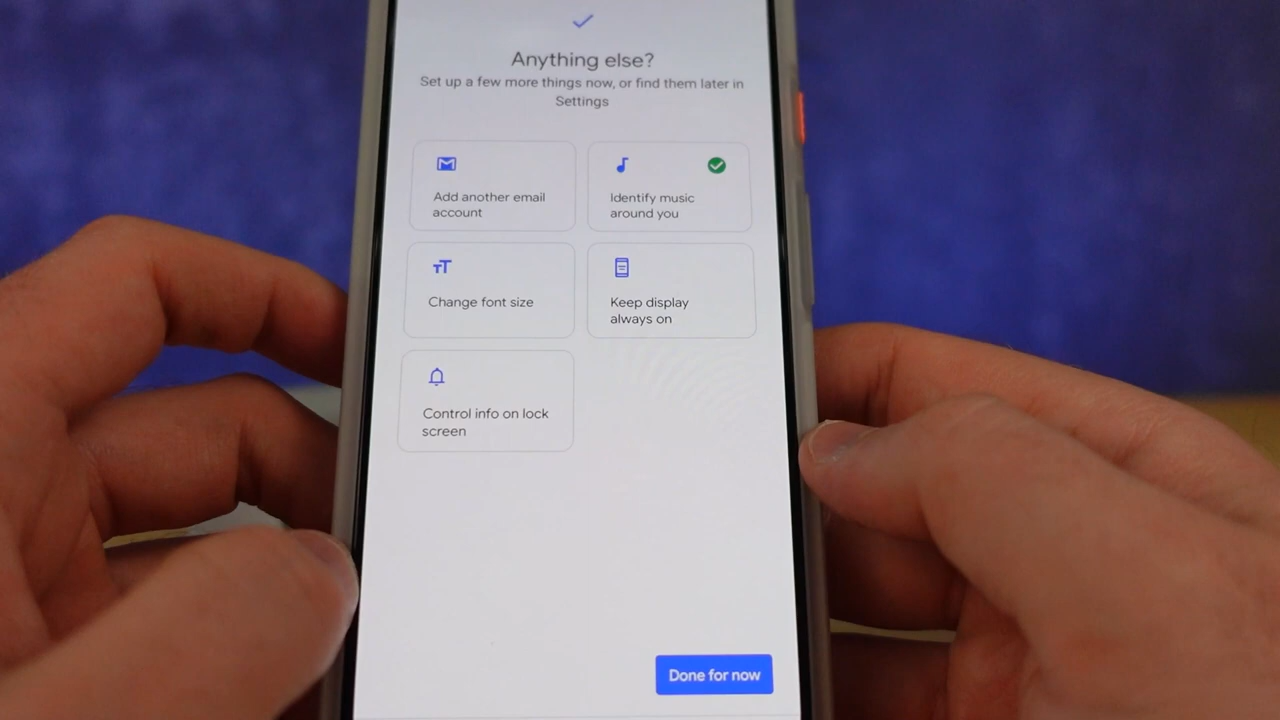 Anything else?
Set up a few more things now, or find them later in
Settings
Add another email
account
Identify music
around you
Change font size
Keep display
always on
Control info on lock
screen
Done for now